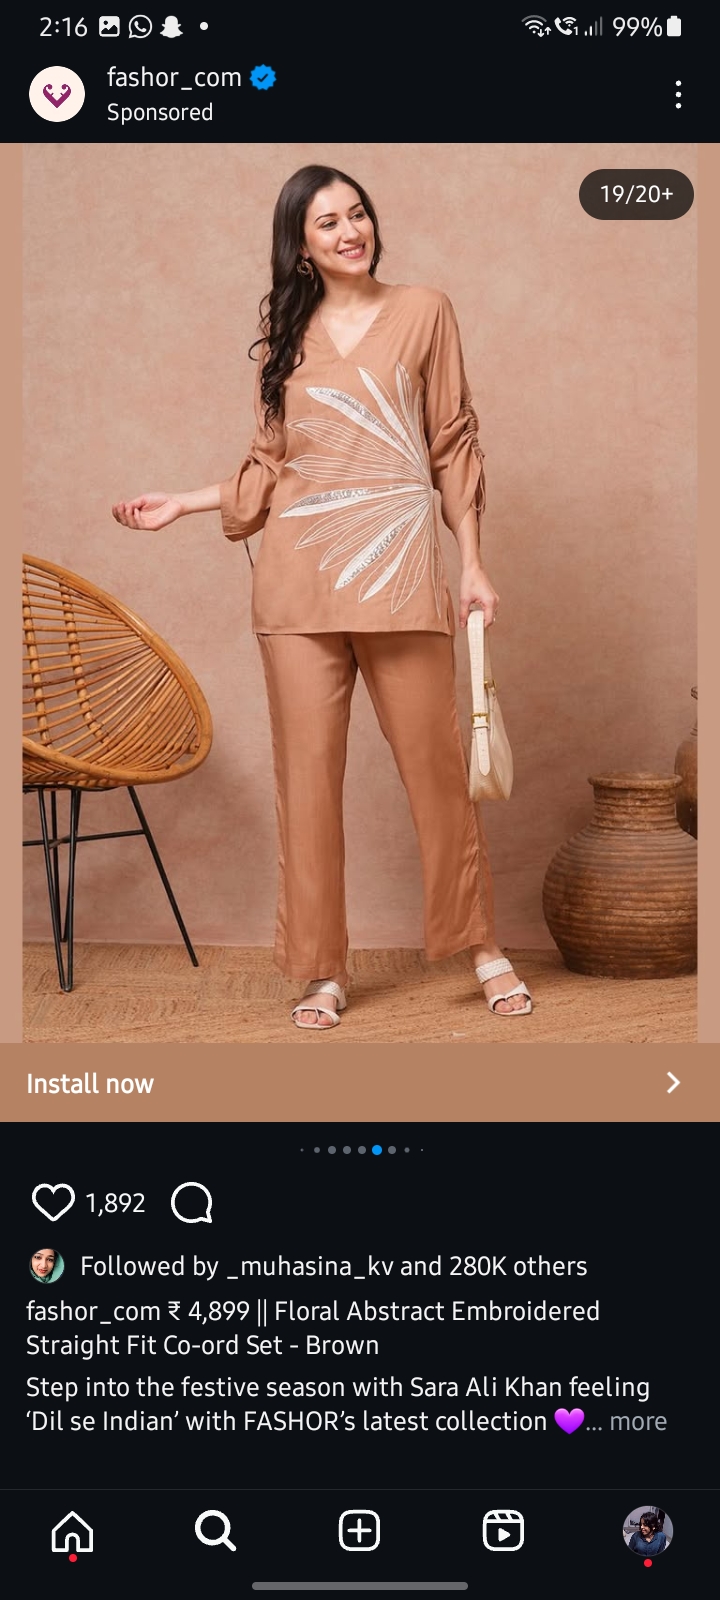 2:16
99%
fashor_com
Sponsored
19/20+
Install now
1,892
Followed by _muhasina_kv and 280K others
fashor_com ₹ 4,899 || Floral Abstract Embroidered
Straight Fit Co-ord Set - Brown
Step into the festive season with Sara Ali Khan feeling
‘Dil se Indian’ with FASHOR’s latest collection 💜... more